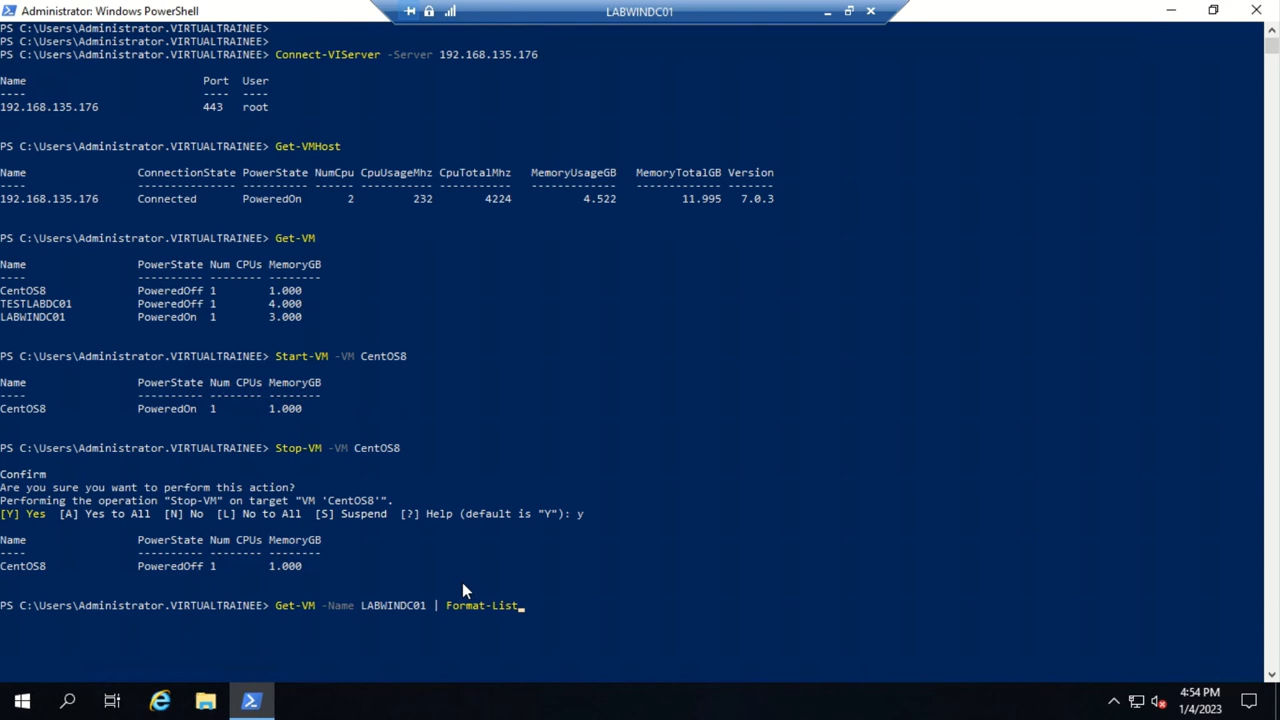 Administrator: Windows PowerShell
LABWINDC01
PS C:\Users\Administrator.VIRTUALTRAINEE>
PS C:\Users\Administrator.VIRTUALTRAINEE>
PS C:\Users\Administrator.VIRTUALTRAINEE> Connect-VIServer -Server 192.168.135.176
Name Port User
---- ---- ----
192.168.135.176 443 root
PS C:\Users\Administrator.VIRTUALTRAINEE> Get-VMHost
Name ConnectionState PowerState NumCpu CpuUsageMhz CpuTotalMhz MemoryUsageGB MemoryTotalGB Version
---- --------------- ---------- ------ ----------- ----------- ------------- ------------- -------
192.168.135.176 Connected PoweredOn 2 232 4224 4.522 11.995 7.0.3
PS C:\Users\Administrator.VIRTUALTRAINEE> Get-VM
Name PowerState Num CPUs MemoryGB
---- ---------- -------- --------
CentOS8 PoweredOff 1 1.000
TESTLABDC01 PoweredOff 1 4.000
LABWINDC01 PoweredOn 1 3.000
PS C:\Users\Administrator.VIRTUALTRAINEE> Start-VM -VM CentOS8
Name PowerState Num CPUs MemoryGB
---- ---------- -------- --------
CentOS8 PoweredOn 1 1.000
PS C:\Users\Administrator.VIRTUALTRAINEE> Stop-VM -VM CentOS8
Confirm
Are you sure you want to perform this action?
Performing the operation "Stop-VM" on target "VM 'CentOS8'".
[Y] Yes [A] Yes to All [N] No [L] No to All [S] Suspend [?] Help (default is "Y"): y
Name PowerState Num CPUs MemoryGB
---- ---------- -------- --------
CentOS8 PoweredOff 1 1.000
PS C:\Users\Administrator.VIRTUALTRAINEE> Get-VM -Name LABWINDC01 | Format-List_
4:54 PM
1/4/2023